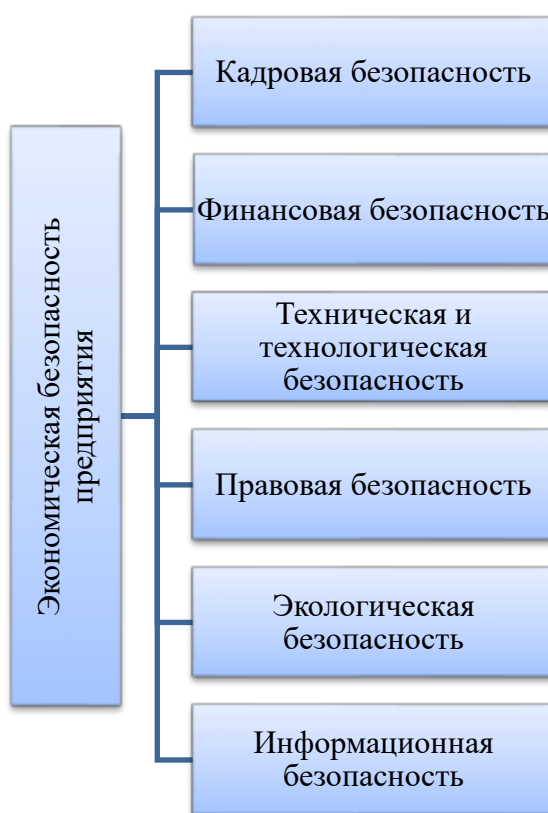 Экономическая безопасность
предприятия
Кадровая безопасность
Финансовая безопасность
Техническая и
технологическая
безопасность
Правовая безопасность
Экологическая
безопасность
Информационная
безопасность